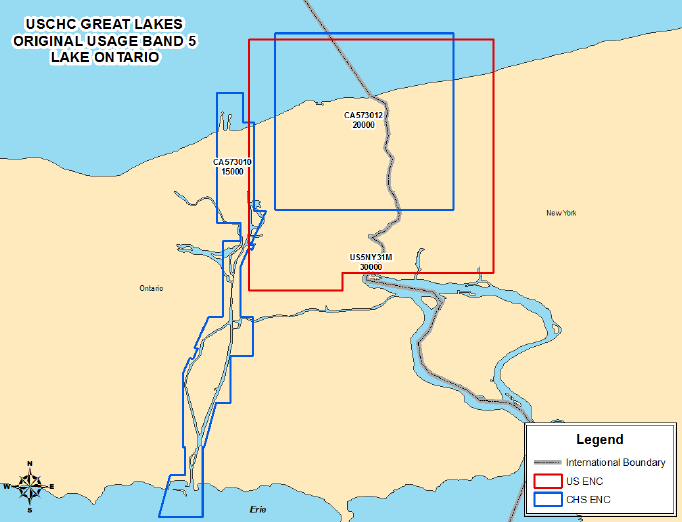 USCHC GREAT LAKES
ORIGINAL USAGE BAND 5
LAKE ONTARIO
CA573012
20000
CA573010
15000
New York
US5NY31M
30000
Ontario
Erie
N
W
E
S
Legend
International Boundary
US ENC
CHS ENC